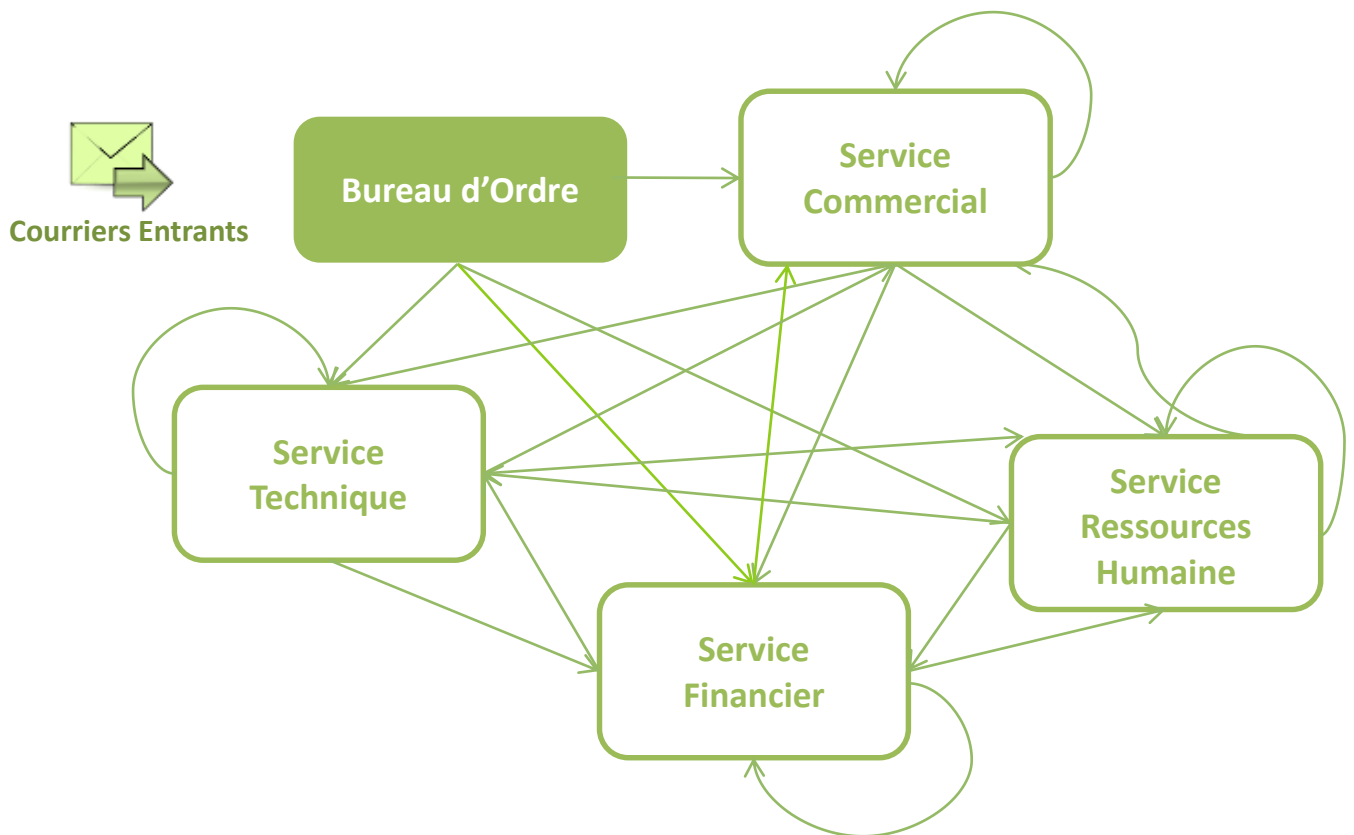 Courriers Entrants
Bureau d’Ordre
Service
Commercial
Service
Technique
Service
Ressources
Humaine
Service
Financier